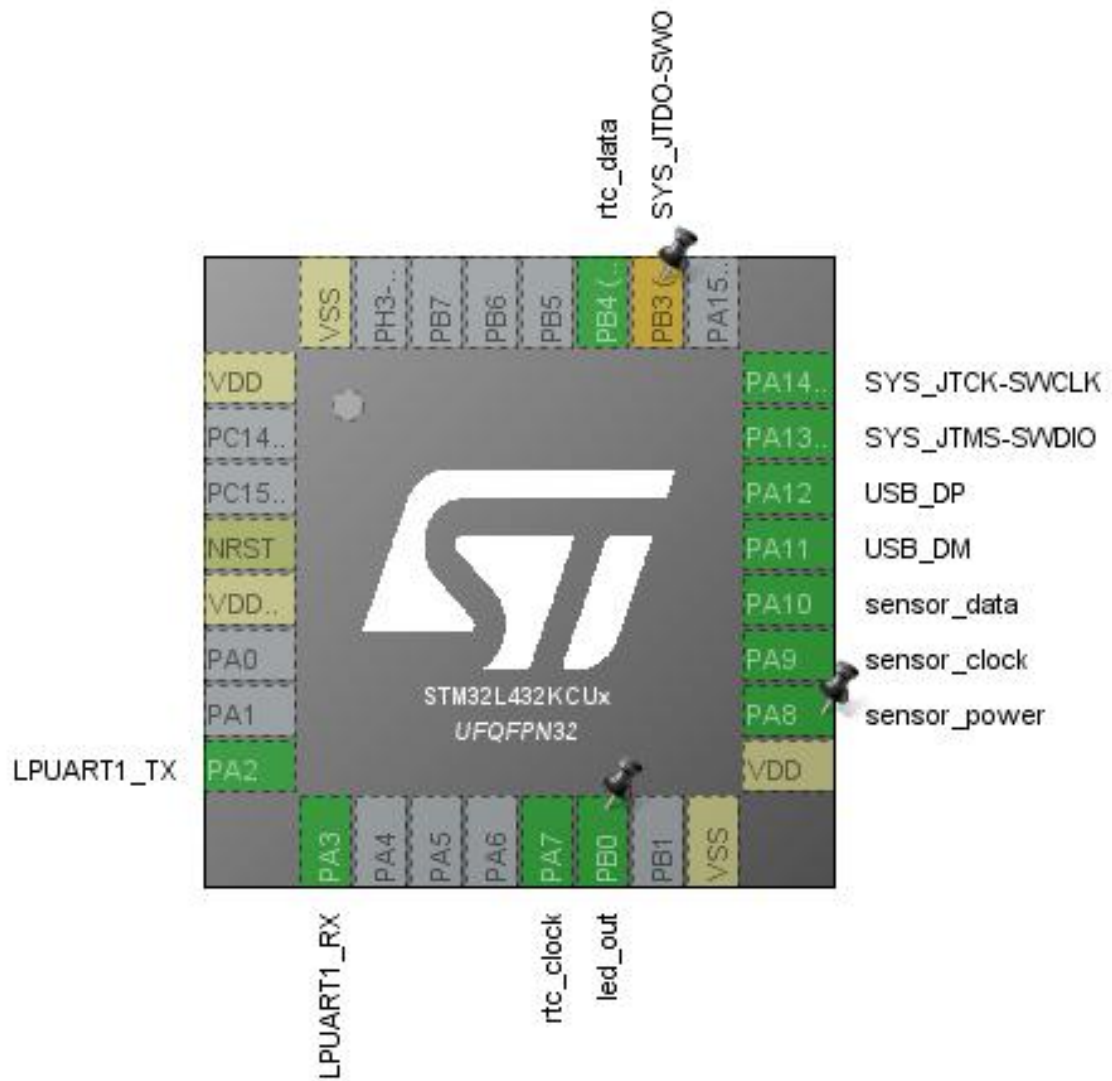 rtc_data
SYS_JTDO-SWO
VSS
PH3-...
PB7
PB6
PB5
PB4 (...
PB3 (
PA15..
VDD
PC14..
PC15..
NRST
VDD..
PA0
PA1
LPUART1_TX PA2
PA14.. SYS_JTCK-SWCLK
PA13.. SYS_JTMS-SWDIO
PA12 USB_DP
PA11 USB_DM
PA10 sensor_data
PA9 sensor_clock
PA8 sensor_power
VDD
ST
STM32L432KCUx
UFQFPN32
PA3
PA4
PA5
PA6
PA7
PB0
PB1
VSS
LPUART1_RX
rtc_clock
led_out